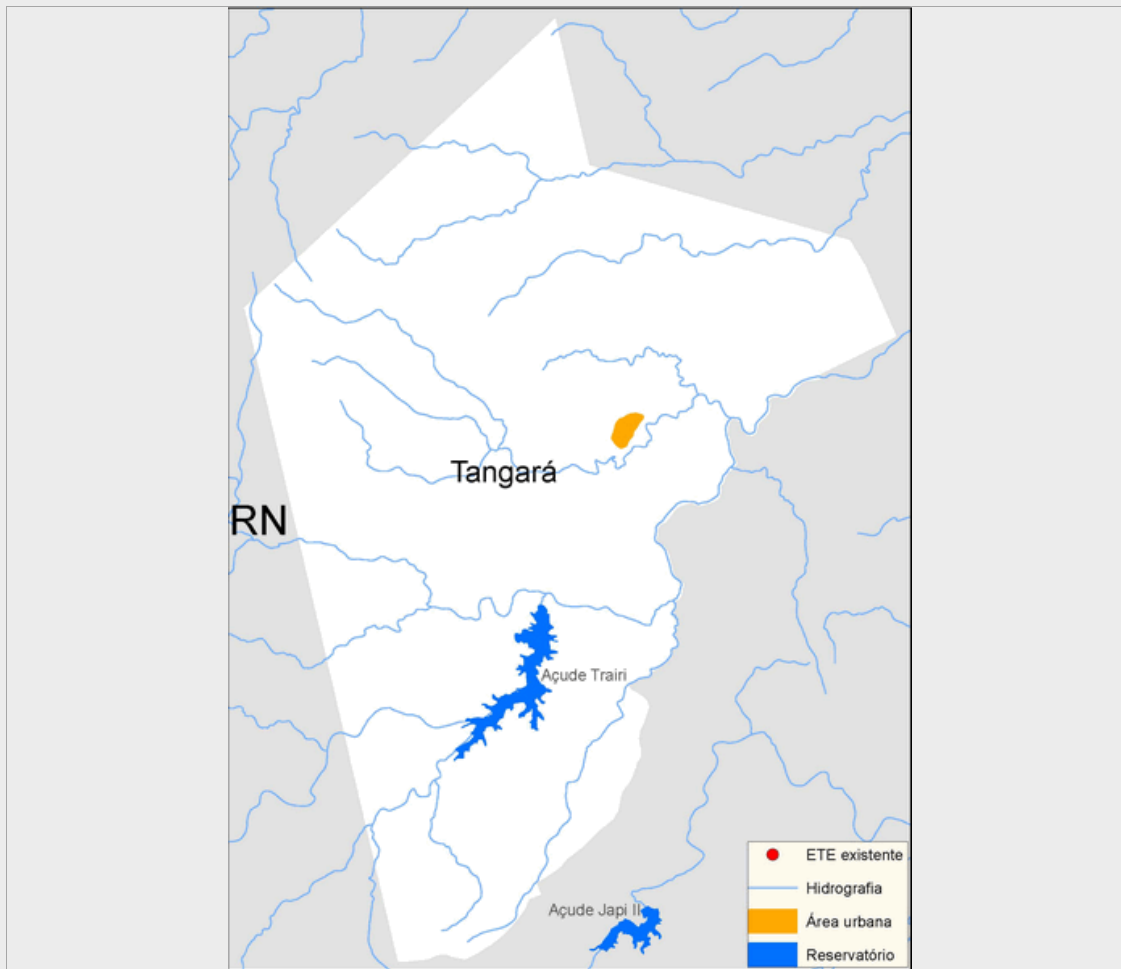 Tangará
RN
Açude Trairi
Açude Japi II
ETE existente
Hidrografia
Área urbana
Reservatório